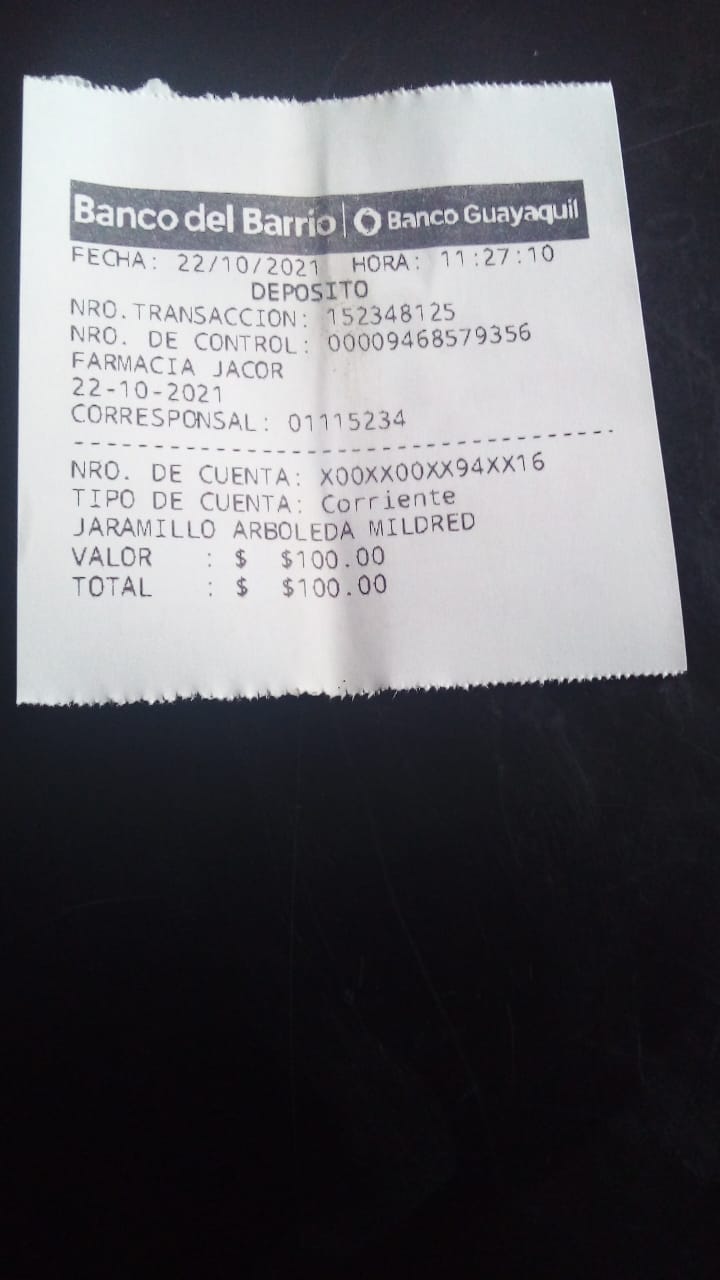 Banco del Barrio | Banco Guayaquil
FECHA: 22/10/2021 HORA: 11:27:10
DEPOSITO
NRO.TRANSACCION: 152348125
NRO. DE CONTROL: 00009468579356
FARMACIA JACOR
22-10-2021
CORRESPONSAL: 01115234
NRO. DE CUENTA: X00XX00XX94XX16
TIPO DE CUENTA: Corriente
JARAMILLO ARBOLEDA MILDRED
VALOR : $ $100.00
TOTAL : $ $100.00